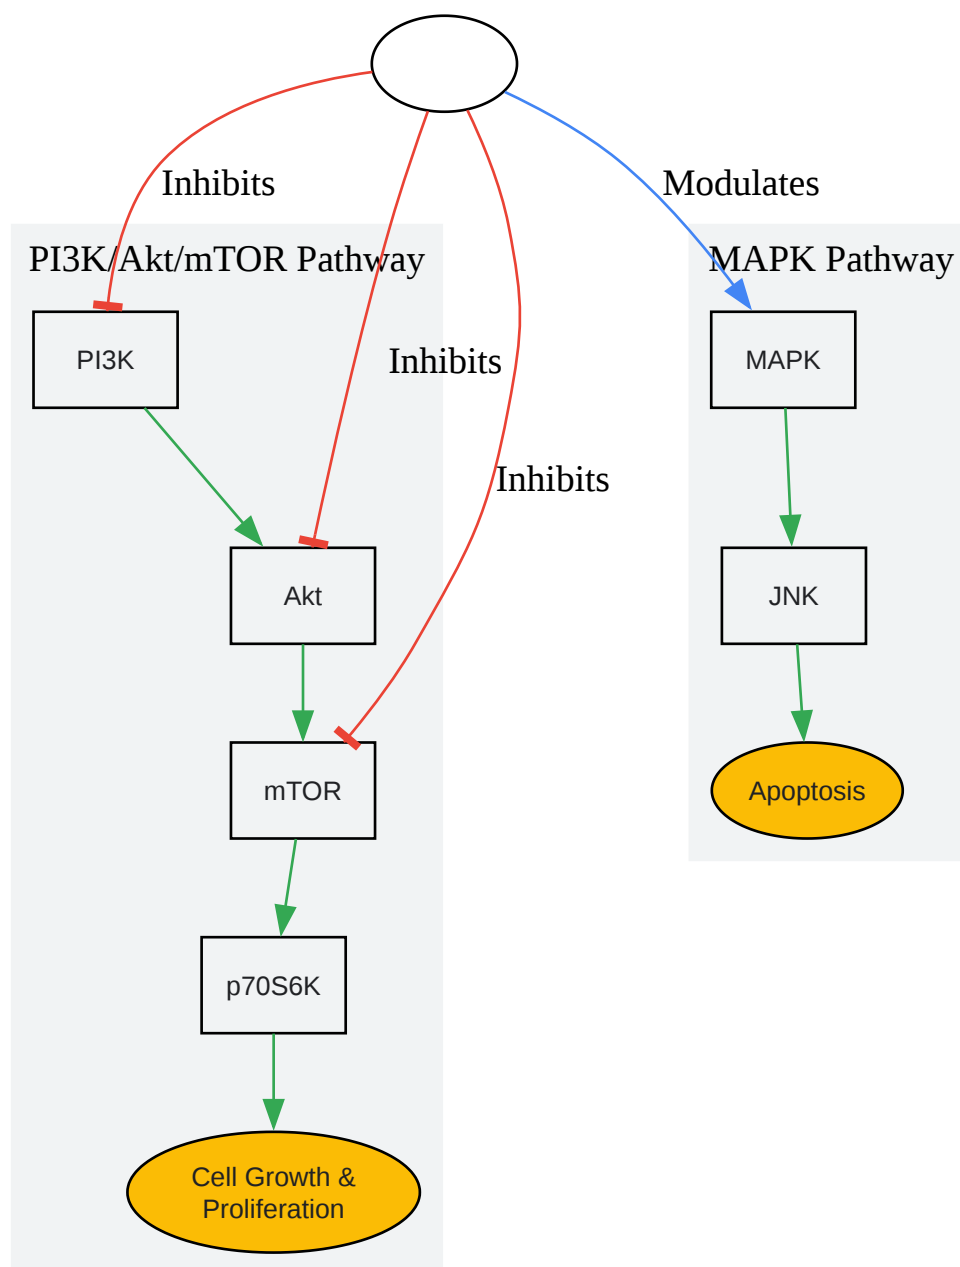 Inhibits
Modulates
PI3K/Akt/mTOR Pathway
MAPK Pathway
PI3K
Inhibits
MAPK
Inhibits
Akt
JNK
mTOR
Apoptosis
p70S6K
Cell Growth &
Proliferation